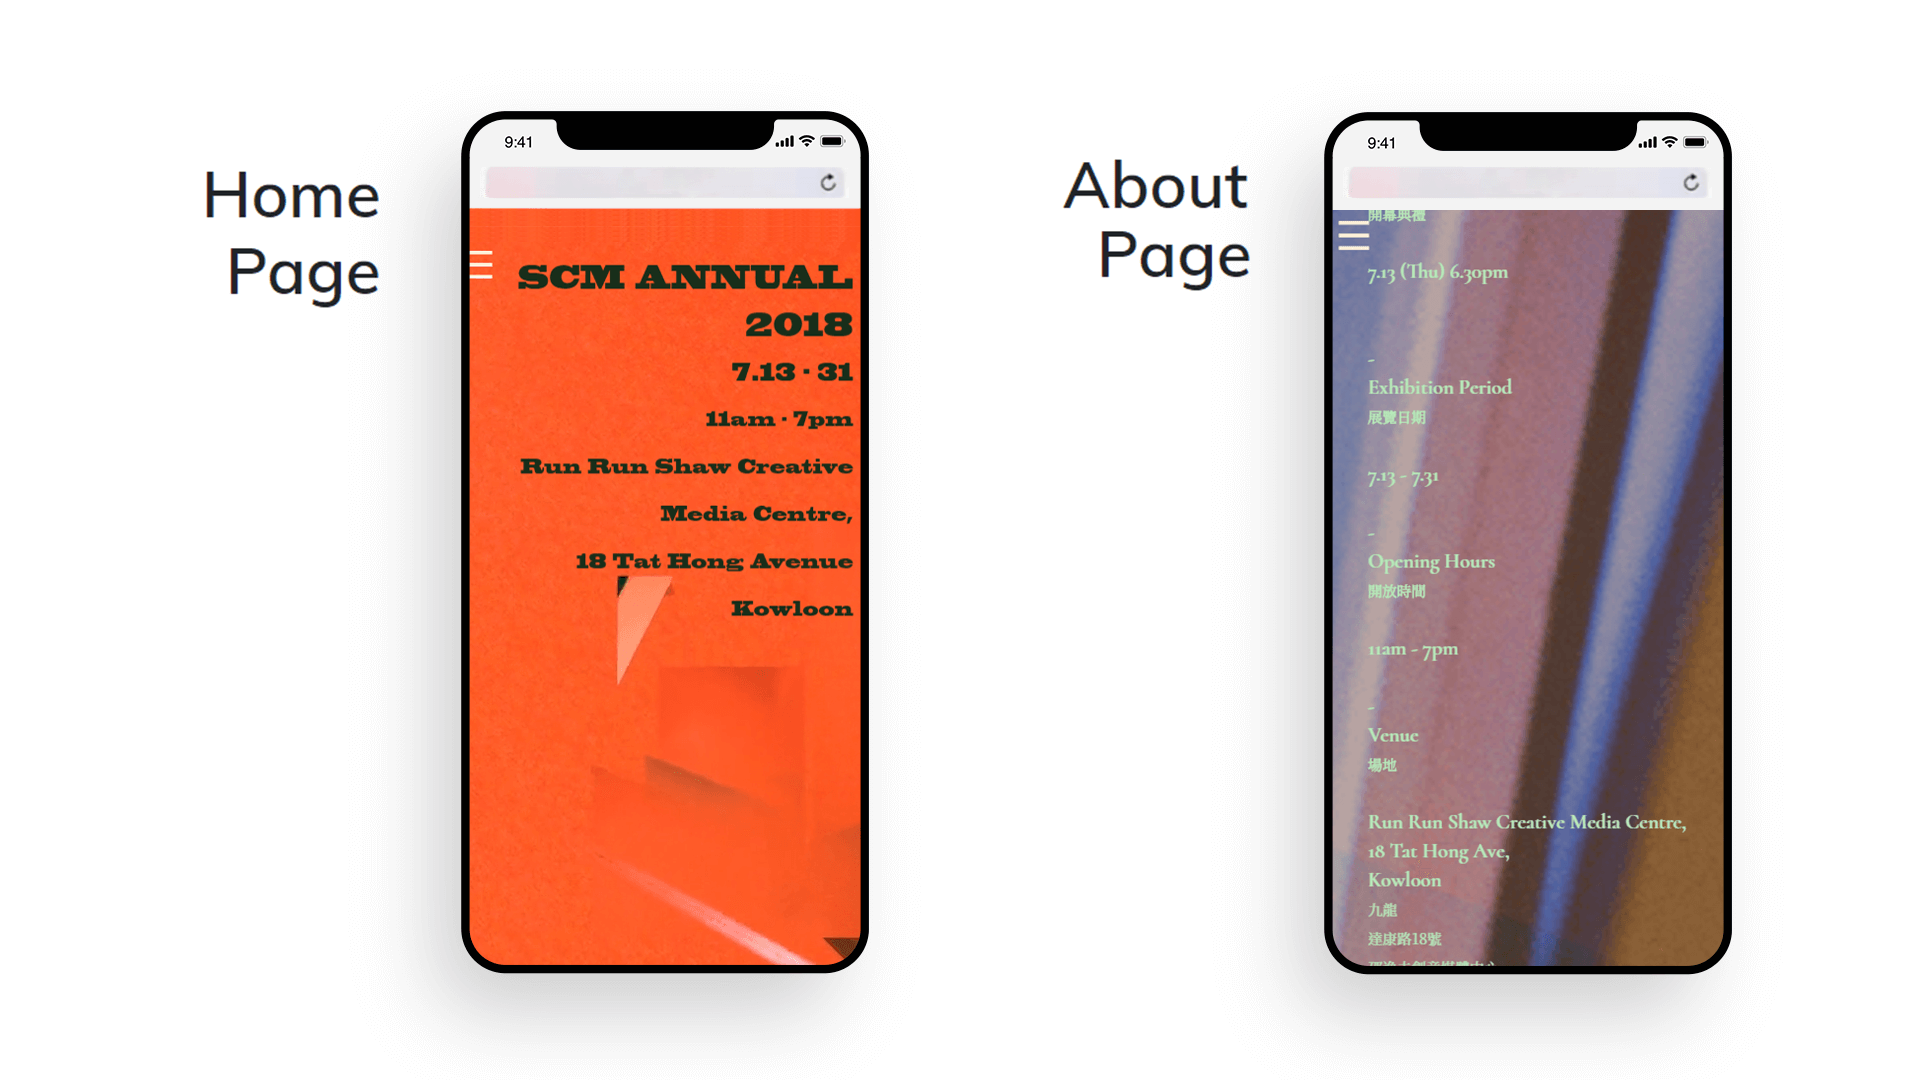 Home
Page
9:41
SCM ANNUAL
2018
7.13 · 31
11am · 7pm
Run Run Shaw Creative
Media Centre,
18 Tat Hong Avenue
Kowloon
About
Page
9:41
開幕典禮
7.13 (Thu) 6.30pm
-
Exhibition Period
展覽日期
7.13 - 7.31
-
Opening Hours
開放時間
11am - 7pm
-
Venue
場地
Run Run Shaw Creative Media Centre,
18 Tat Hong Ave,
Kowloon
九龍
達康路18號